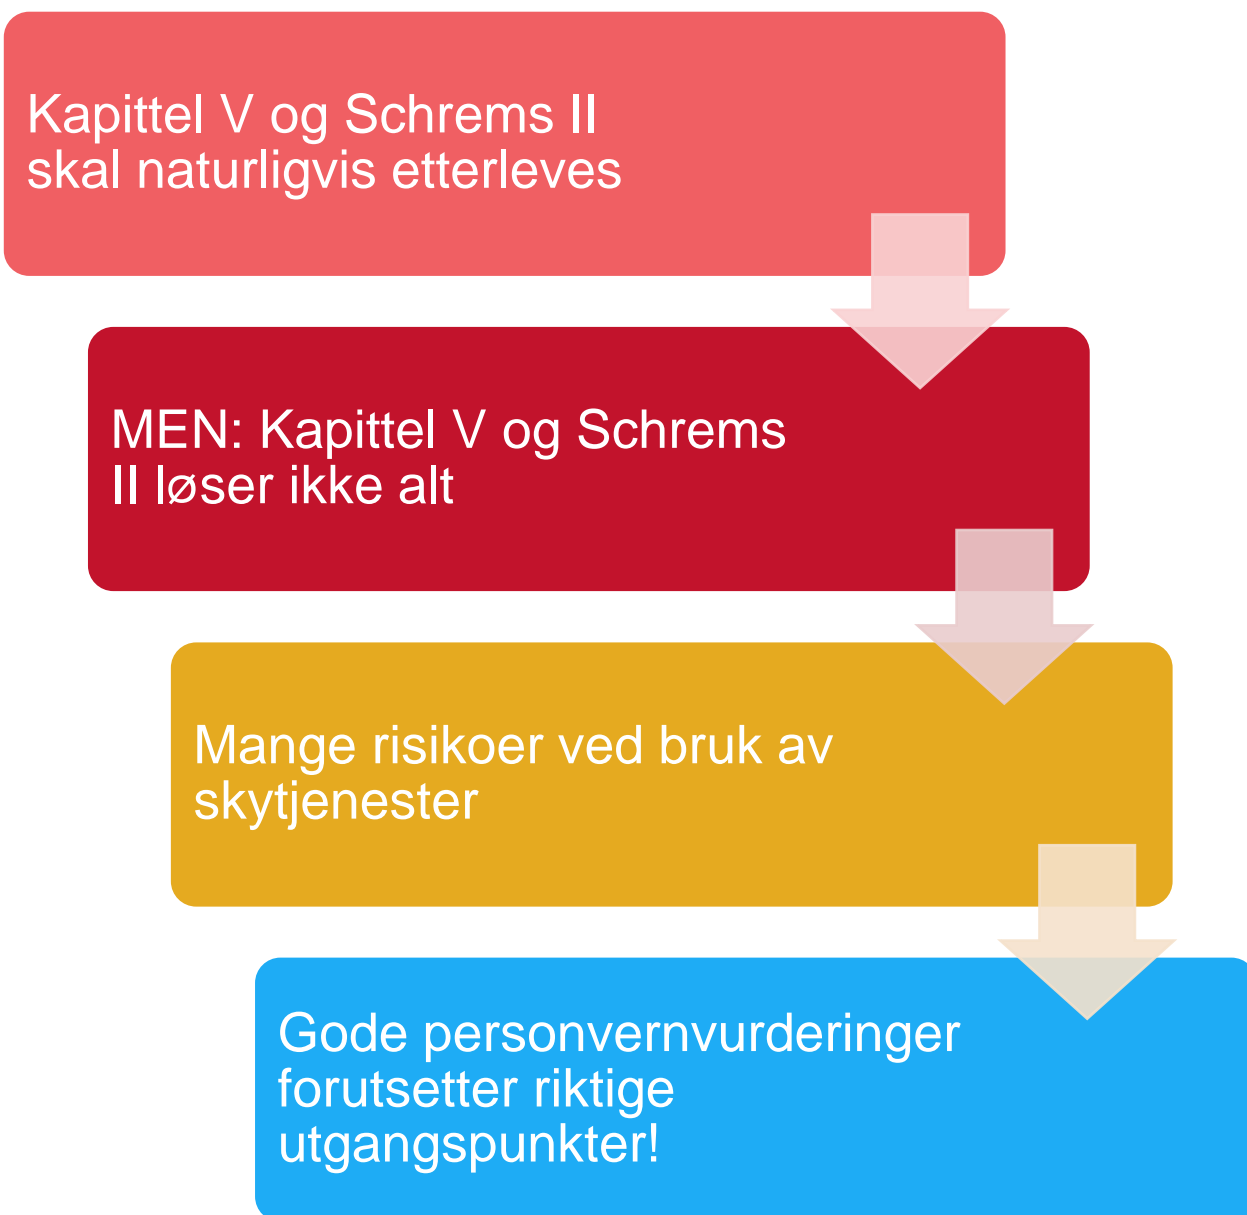 Kapittel V og Schrems II
skal naturligvis etterleves
MEN: Kapittel V og Schrems
II løser ikke alt
Mange risikoer ved bruk av
skytjenester
Gode personvernvurderinger
forutsetter riktige
utgangspunkter!